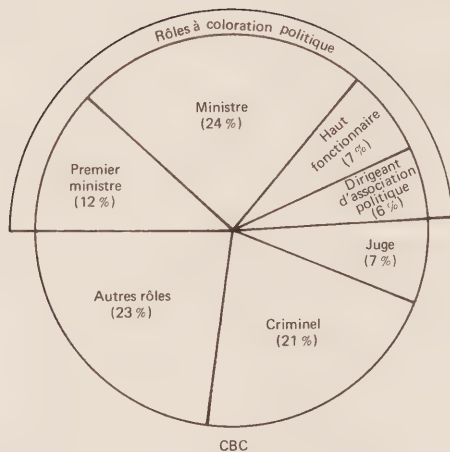 Rôles à coloration politique
Ministre
(24 %)
Haut
fonctionnaire
(7 %)
Premier
ministre
(12 %)
Dirigeant
d'association
politique
(6 %)
Juge
(7 %)
Autres rôles
(23 %)
Criminel
(21 %)
CBC